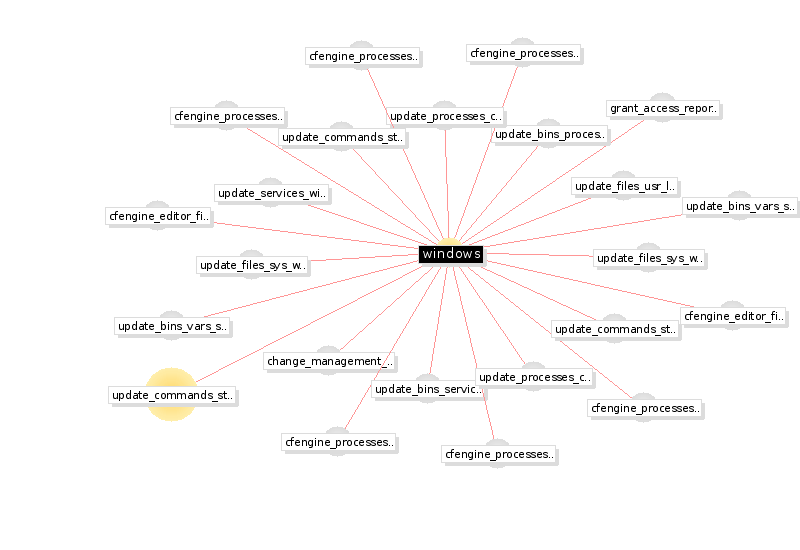 cfengine_processes..
cfengine_processes..
cfengine_processes..
update_processes_c..
grant_access_repor..
update_commands_st..
update_bins_proces..
update_services_wi..
update_files_usr_l..
cfengine_editor_fi..
update_bins_vars_s..
windows
update_files_sys_w..
update_files_sys_w..
update_bins_vars_s..
update_commands_st..
cfengine_editor_fi..
change_management_..
update_commands_st..
update_bins_servic..
update_processes_c..
cfengine_processes..
cfengine_processes..
cfengine_processes..